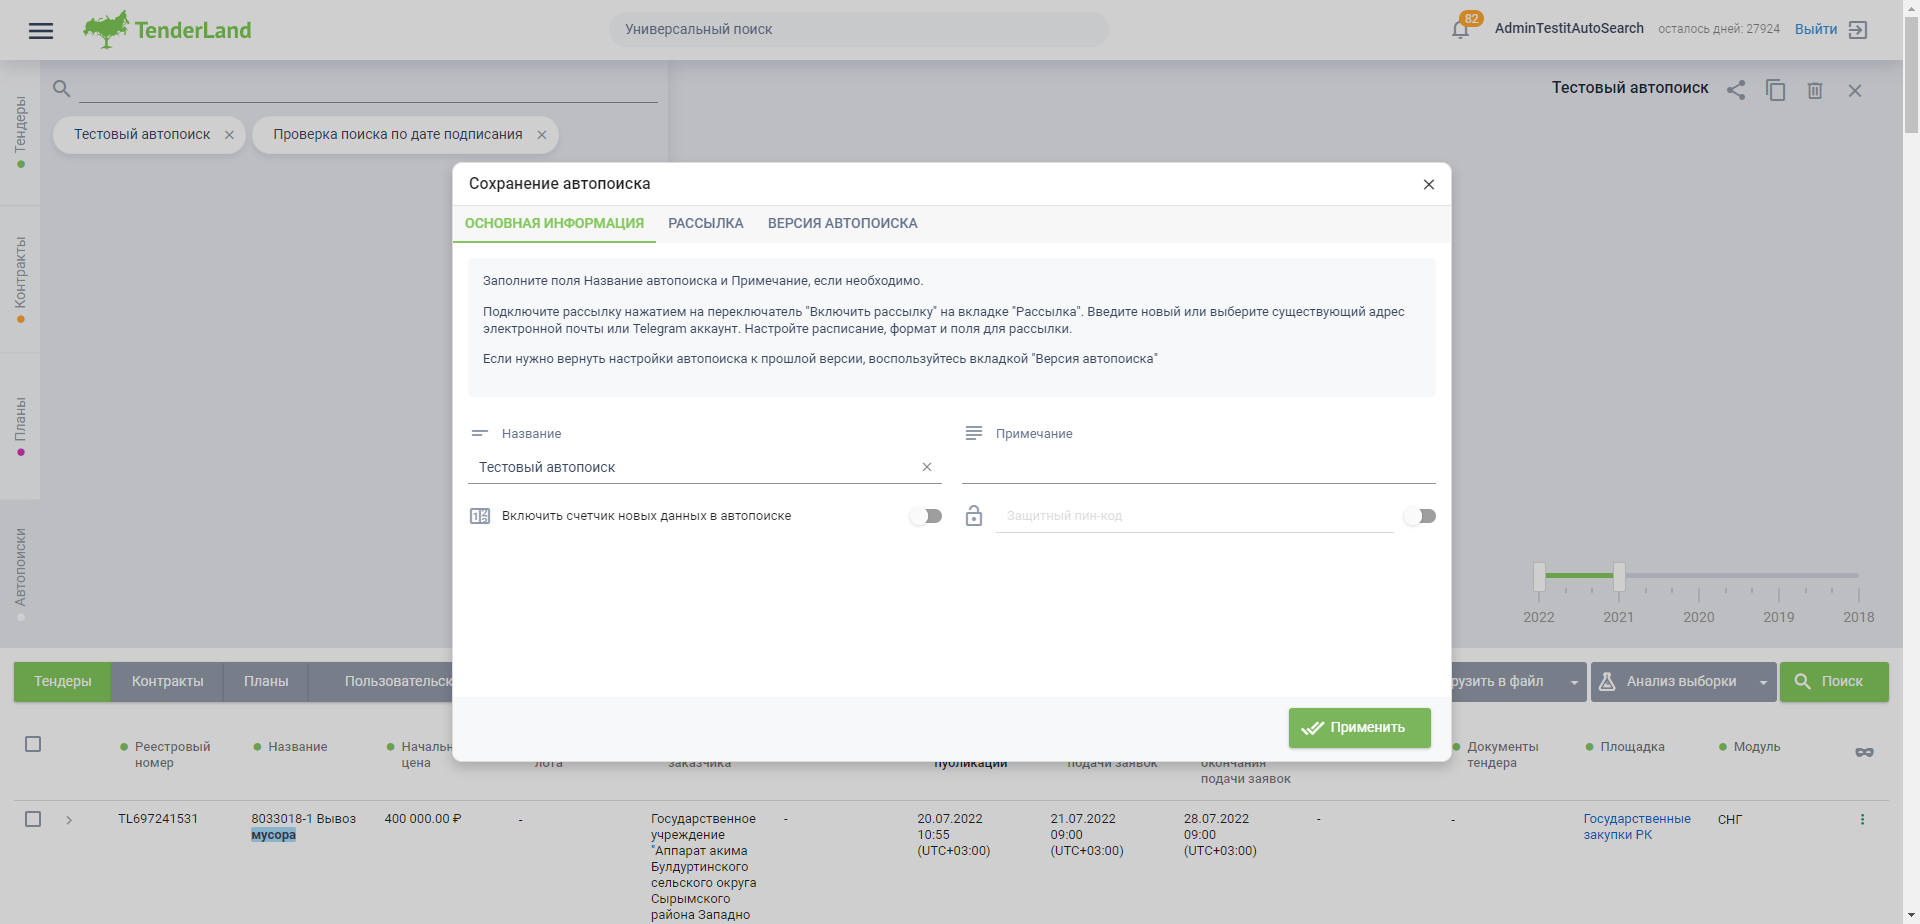 TenderLand
Универсальный поиск
82
AdminTestitAutoSearch
осталось дней: 27924
Выйти
Тендеры
Контракты
Планы
Автопоиски
Тестовый автопоиск
Проверка поиска по дате подписания
Тестовый автопоиск
Сохранение автопоиска
ОСНОВНАЯ ИНФОРМАЦИЯ
РАССЫЛКА
ВЕРСИЯ АВТОПОИСКА
Заполните поля Название автопоиска и Примечание, если необходимо.
Подключите рассылку нажатием на переключатель "Включить рассылку" на вкладке "Рассылка". Введите новый или выберите существующий адрес
электронной почты или Telegram аккаунт. Настройте расписание, формат и поля для рассылки.
Если нужно вернуть настройки автопоиска к прошлой версии, воспользуйтесь вкладкой "Версия автопоиска"
Название
Примечание
Тестовый автопоиск
Включить счетчик новых данных в автопоиске
Защитный пин-код
2022
2021
2020
2019
2018
Применить
Тендеры
Контракты
Планы
Пользовательск
рузить в файл
Анализ выборки
Поиск
Реестровый
номер
Название
Начальн
цена
лота
заказчика
публикации
подачи заявок
окончания
подачи заявок
Документы
тендера
Площадка
Модуль
TL697241531
8033018-1 Вывоз
мусора
400 000.00 ₽
-
Государственное
учреждение
"Аппарат акима
Булдуртинского
сельского округа
Сырымского
района Западно
-
20.07.2022
10:55
(UTC+03:00)
21.07.2022
09:00
(UTC+03:00)
28.07.2022
09:00
(UTC+03:00)
-
-
Государственные
закупки РК
СНГ